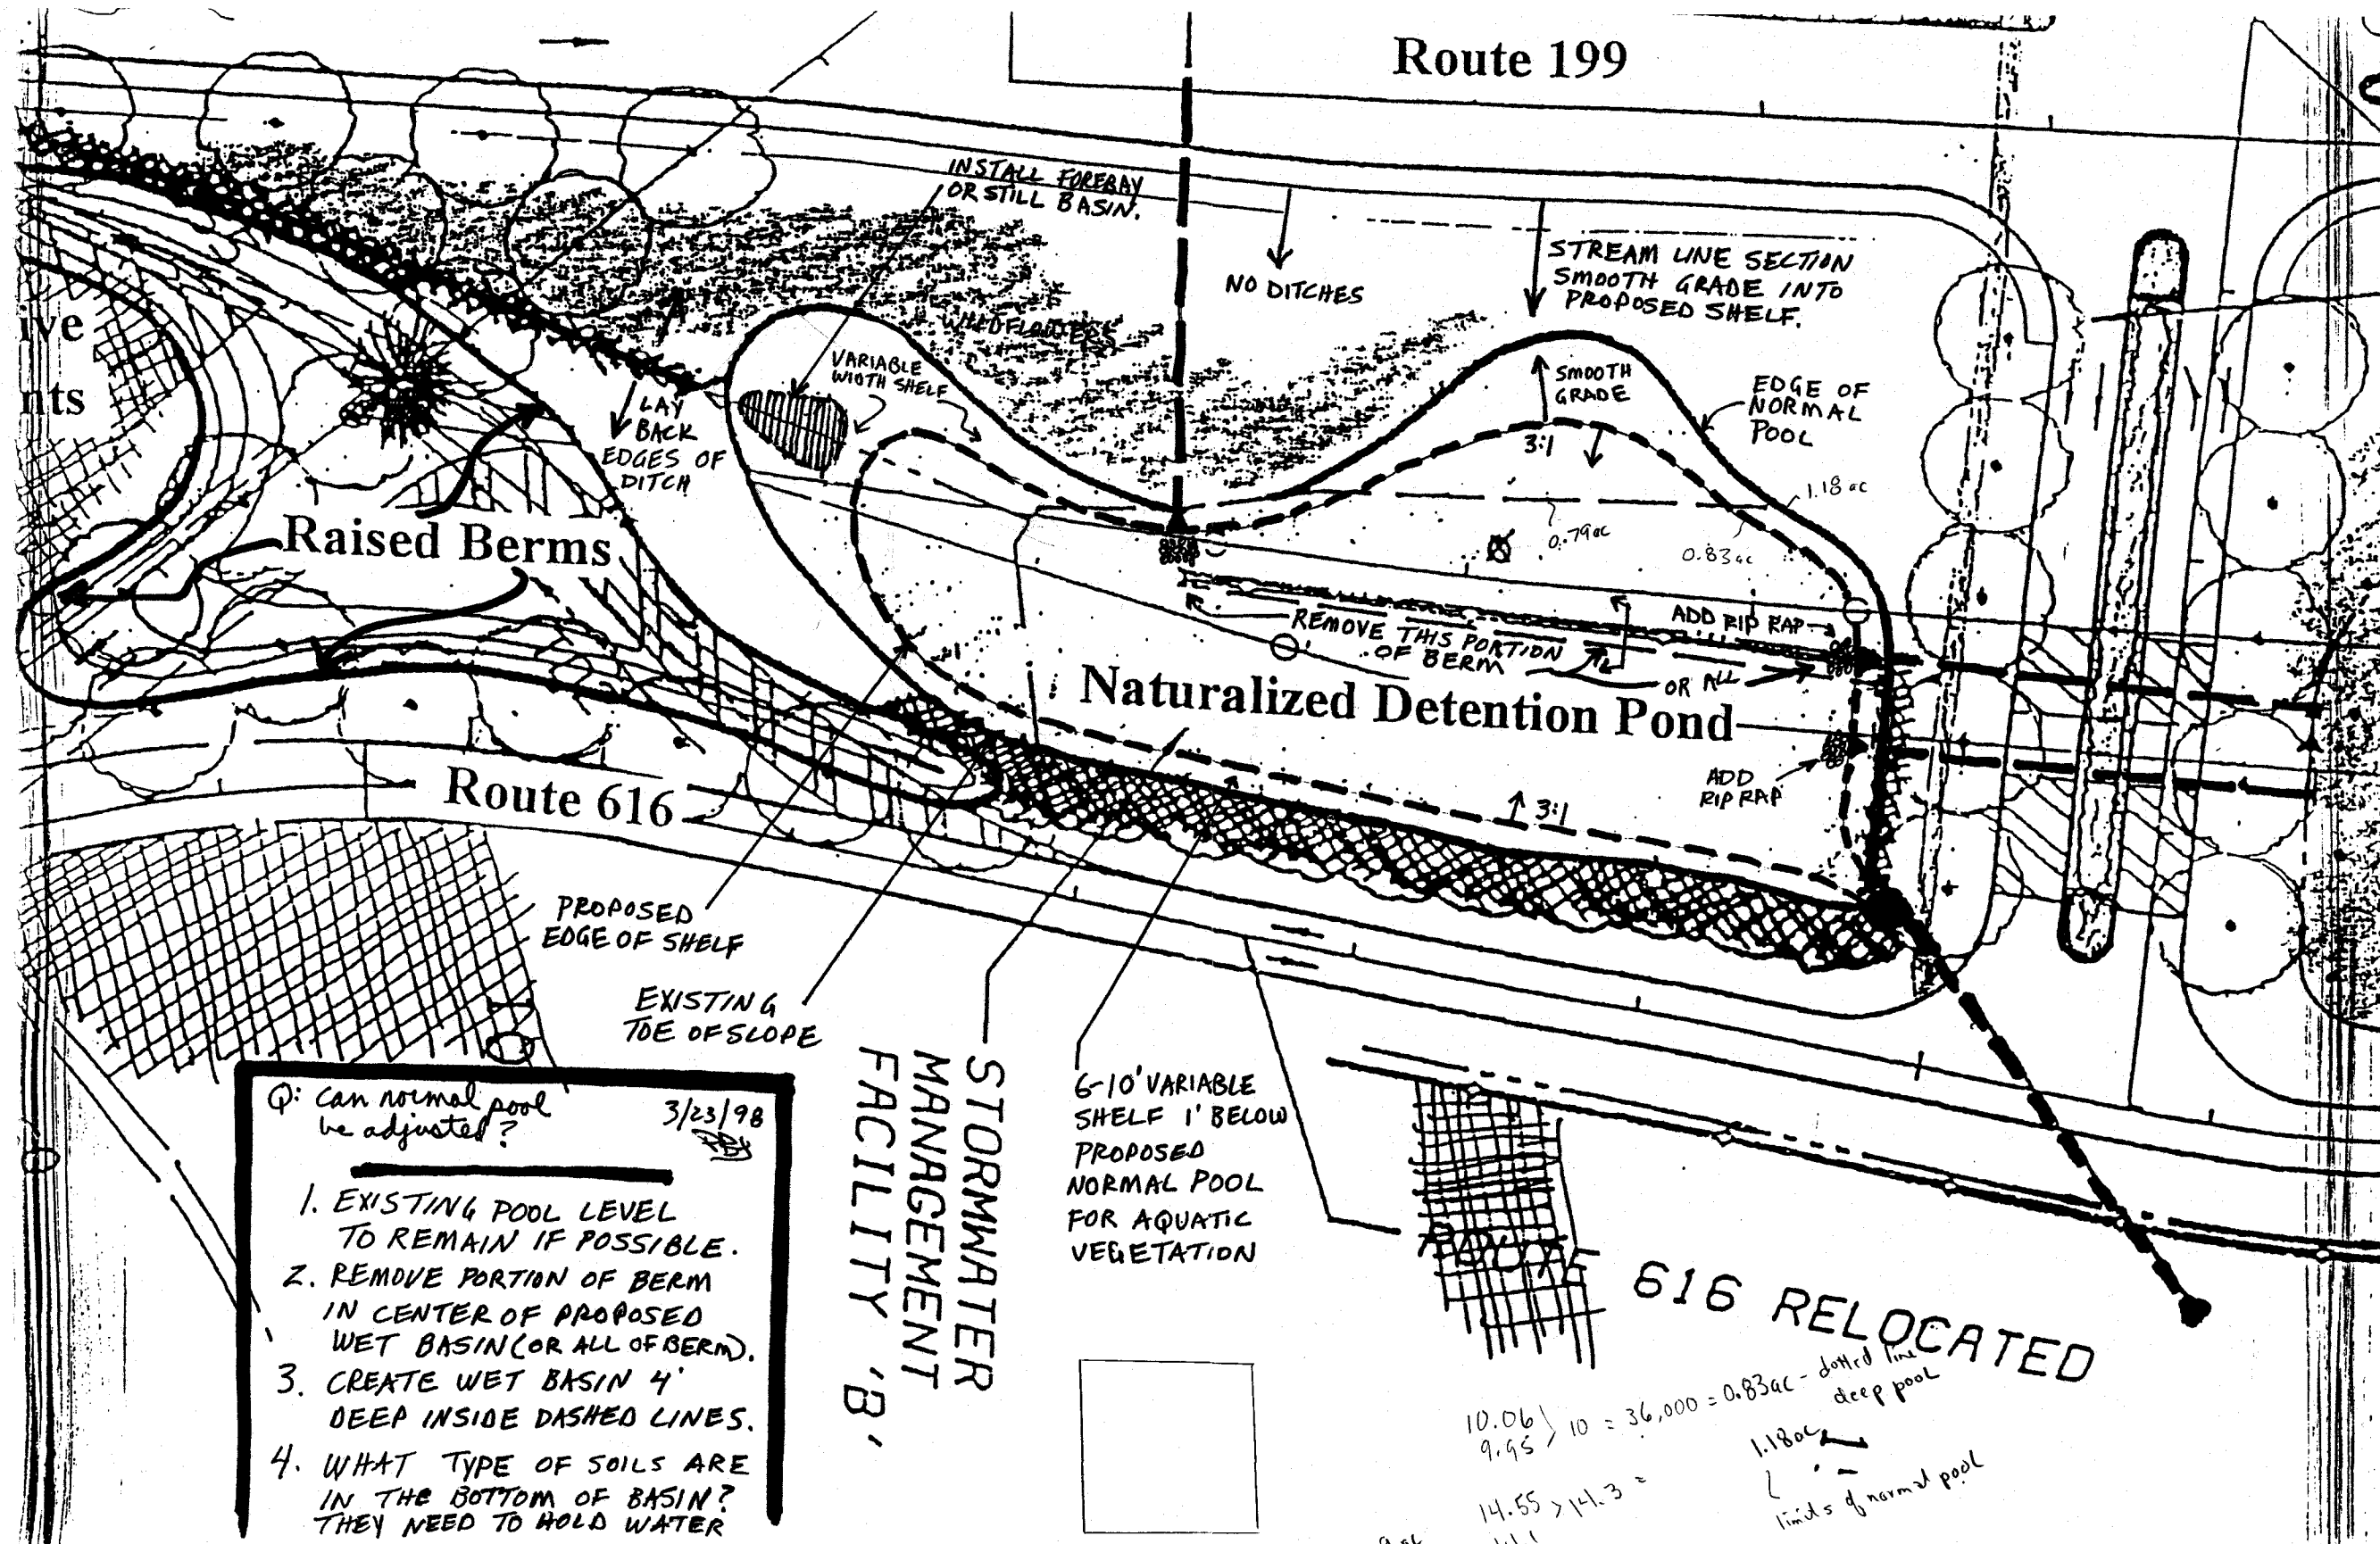 Route 199
INSTALL FOREBAY
OR STILL BASIN.
NO DITCHES
STREAM LINE SECTION
SMOOTH GRADE INTO
PROPOSED SHELF.
WILDFLOWERS
VARIABLE
WIDTH SHELF
SMOOTH
GRADE
3:1
EDGE OF
NORMAL
POOL
1.18 ac
0.79ac
0.83ac
ive
nts
LAY
BACK
EDGES OF
DITCH
Raised Berms
REMOVE THIS PORTION
OF BERM
OR ALL
ADD RIP RAP
Naturalized Detention Pond
ADD
RIP RAP
3:1
Route 616
PROPOSED
EDGE OF SHELF
EXISTING
TOE OF SLOPE
STORMWATER
MANAGEMENT
FACILITY 'B'
6-10' VARIABLE
SHELF 1' BELOW
PROPOSED
NORMAL POOL
FOR AQUATIC
VEGETATION
ROUTE 616 RELOCATED
Q: Can normal pool
be adjusted?
3/23/98
1. EXISTING POOL LEVEL
TO REMAIN IF POSSIBLE.
2. REMOVE PORTION OF BERM
IN CENTER OF PROPOSED
WET BASIN (OR ALL OF BERM).
3. CREATE WET BASIN 4'
DEEP INSIDE DASHED LINES.
4. WHAT TYPE OF SOILS ARE
IN THE BOTTOM OF BASIN?
THEY NEED TO HOLD WATER
10.06
9.95 > 10 = 36,000 = 0.83ac - dotted line
deep pool
14.55 > 14.3 =
1.18ac
limits of normal pool